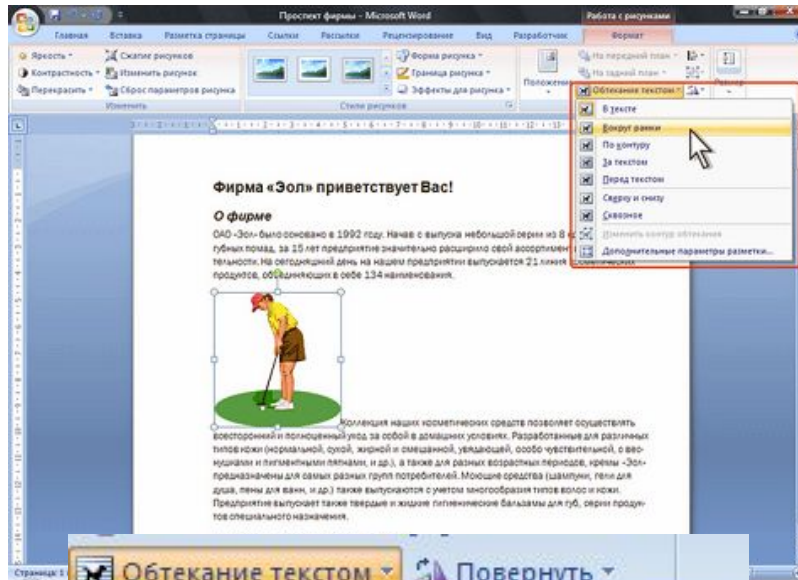 Проспект фирмы - Microsoft Word
Работа с рисунками
Главная Вставка Разметка страницы Ссылки Рассылки Рецензирование Вид Разработчик Формат
Яркость Сжатие рисунков Форма рисунка На передний план
Контрастность Изменить рисунок Граница рисунка На задний план
Перекрасить Сброс параметров рисунка Эффекты для рисунка Положение Обтекание текстом
Изменить Стили рисунков
В тексте
Вокруг рамки
По контуру
За текстом
Перед текстом
Сверху и снизу
Сквозное
Изменить контур обтекания
Дополнительные параметры разметки...
Фирма «Эол» приветствует Вас!
О фирме
ОАО «Эол» было основано в 1992 году. Начав с выпуска небольшой серии из 8
губных помад, за 15 лет предприятие значительно расширило свой ассортимент
тельности. На сегодняшний день на нашем предприятии выпускается 21 линия
продуктов, объединяющих в себе 134 наименования.
Коллекция наших косметических средств позволяет осуществлять
всесторонний и полноценный уход за собой в домашних условиях. Разработанные для различных
типов кожи (нормальной, сухой, жирной и смешанной, увядающей, особо чувствительной, с вес-
нушками и пигментными пятнами, и др.), а также для разных возрастных периодов, кремы «Эол»
предназначены для самых разных групп потребителей. Моющие средства (шампуни, гели для
душа, пены для ванн, и др.) также выпускаются с учетом многообразия типов волос и кожи.
Предприятие выпускает также твердые и жидкие гигиенические бальзамы для губ, серии продук-
тов специального назначения.
Страница: 1
Обтекание текстом Повернуть